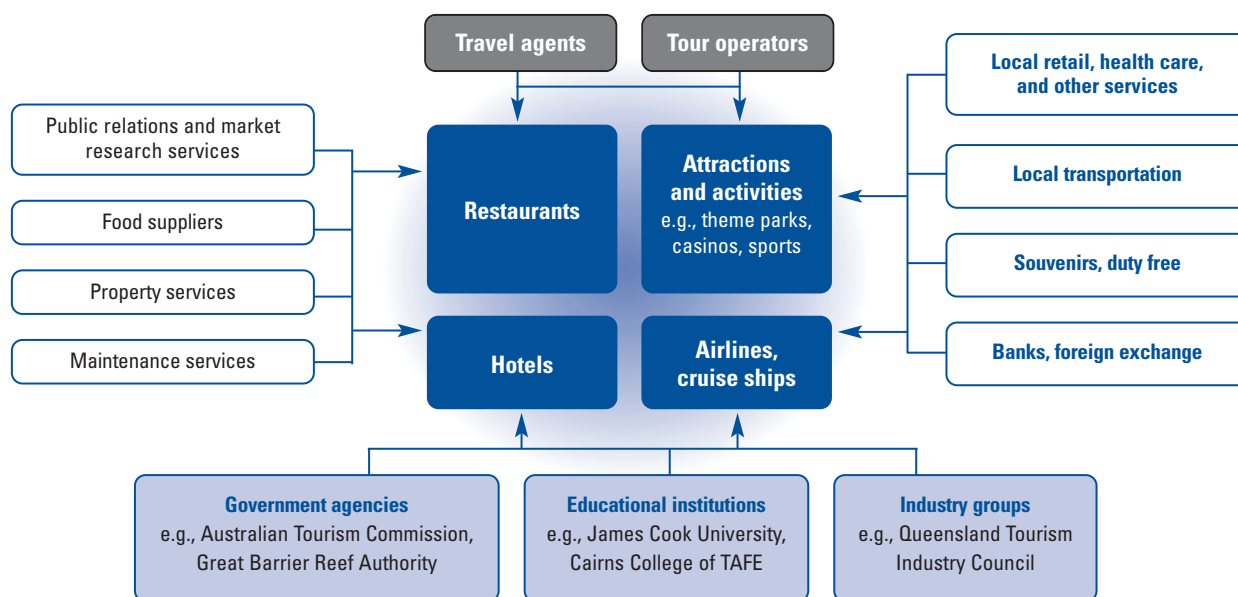 Travel agents
Tour operators
Public relations and market
research services
Food suppliers
Property services
Maintenance services
Restaurants
Attractions
and activities
e.g., theme parks,
casinos, sports
Hotels
Airlines,
cruise ships
Local retail, health care,
and other services
Local transportation
Souvenirs, duty free
Banks, foreign exchange
Government agencies
e.g., Australian Tourism Commission,
Great Barrier Reef Authority
Educational institutions
e.g., James Cook University,
Cairns College of TAFE
Industry groups
e.g., Queensland Tourism
Industry Council